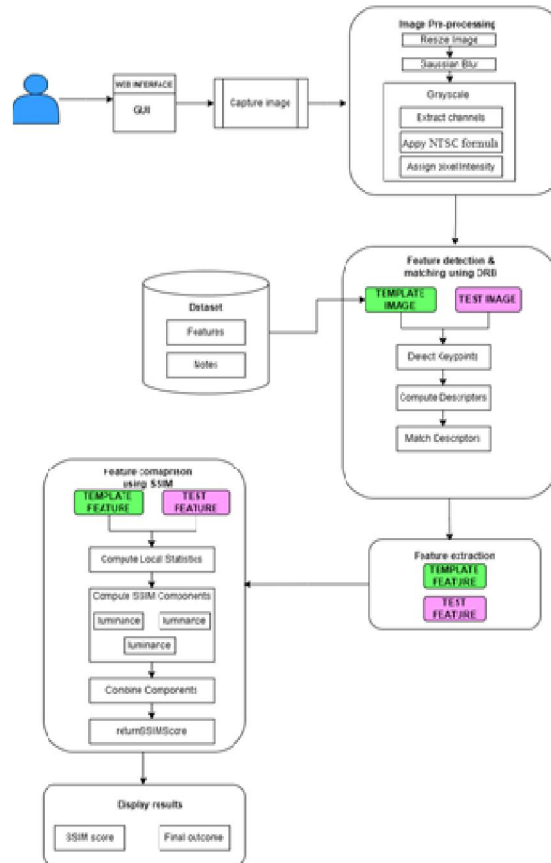 Image Pre-processing
Resize Image
Gaussian Blur
Grayscale
Extract channels
Appy NTSC formula
Assign pixel Intensity
WEB INTERFACE
GUI
Capture image
Feature detection &
matching using ORB
TEMPLATE
IMAGE
TEST IMAGE
Detect Keypoints
Compute Descriptors
Match Descriptors
Dataset
Features
Notes
Feature extraction
TEMPLATE
FEATURE
TEST
FEATURE
Feature comaprison
using SSIM
TEMPLATE
FEATURE
TEST
FEATURE
Compute Local Statistics
Compute SSIM Components
luminance
luminance
luminance
Combine Components
returnSSIMScore
Display results
SSIM score
Final outcome